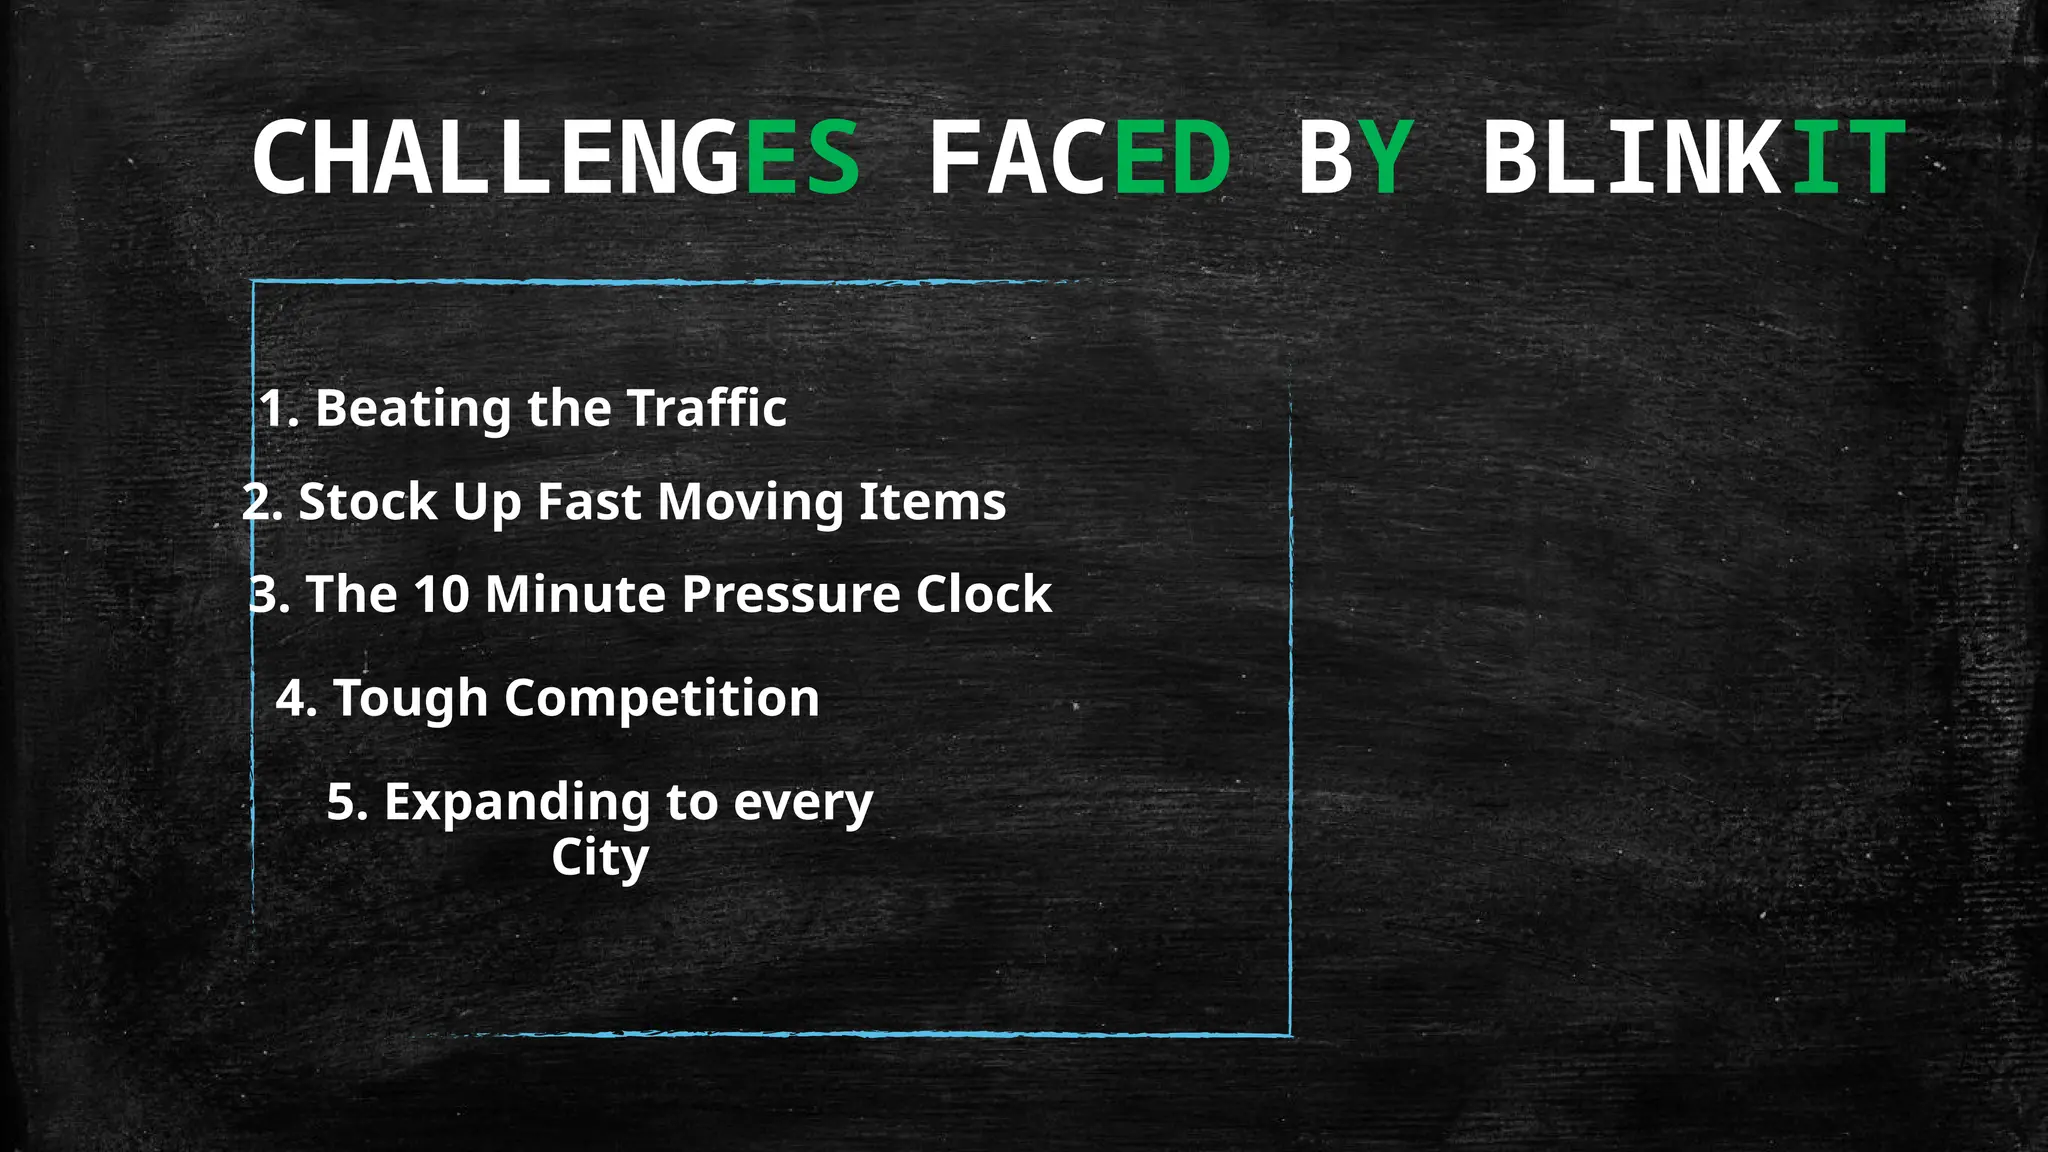 CHALLENGES FACED BY BLINKIT
1. Beating the Traffic
2. Stock Up Fast Moving Items
3. The 10 Minute Pressure Clock
4. Tough Competition
5. Expanding to every
City